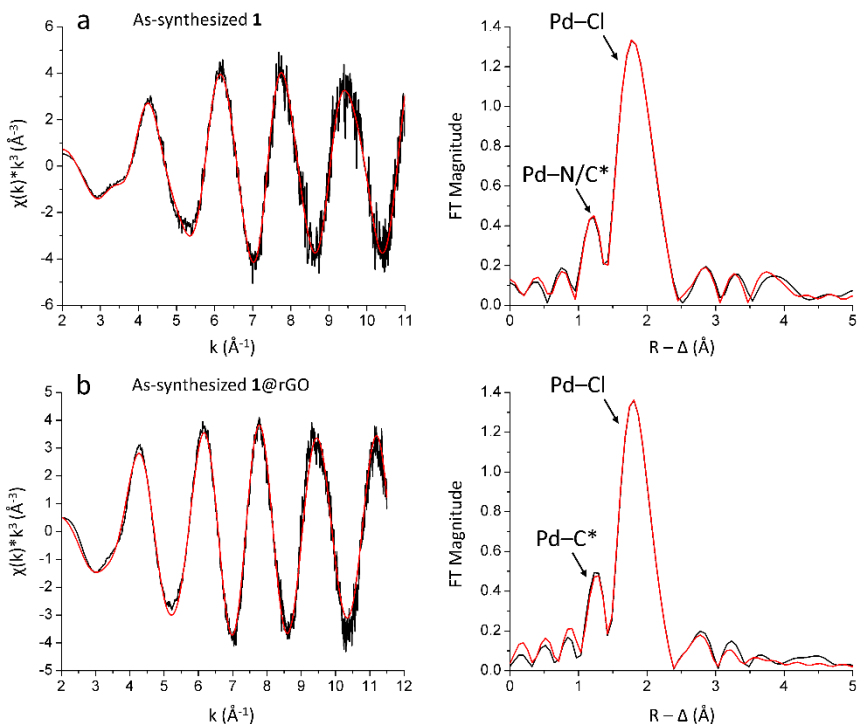 a
As-synthesized 1
χ(k)*k³ (Å⁻³)
6
4
2
0
-2
-4
-6
2 3 4 5 6 7 8 9 10 11
k (Å⁻¹)
Pd–Cl
Pd–N/C*
FT Magnitude
1.4
1.2
1.0
0.8
0.6
0.4
0.2
0.0
0 1 2 3 4 5
R – Δ (Å)
b
As-synthesized 1@rGO
χ(k)*k³ (Å⁻³)
5
4
3
2
1
0
-1
-2
-3
-4
-5
2 3 4 5 6 7 8 9 10 11 12
k (Å⁻¹)
Pd–Cl
Pd–C*
FT Magnitude
1.4
1.2
1.0
0.8
0.6
0.4
0.2
0.0
0 1 2 3 4 5
R – Δ (Å)